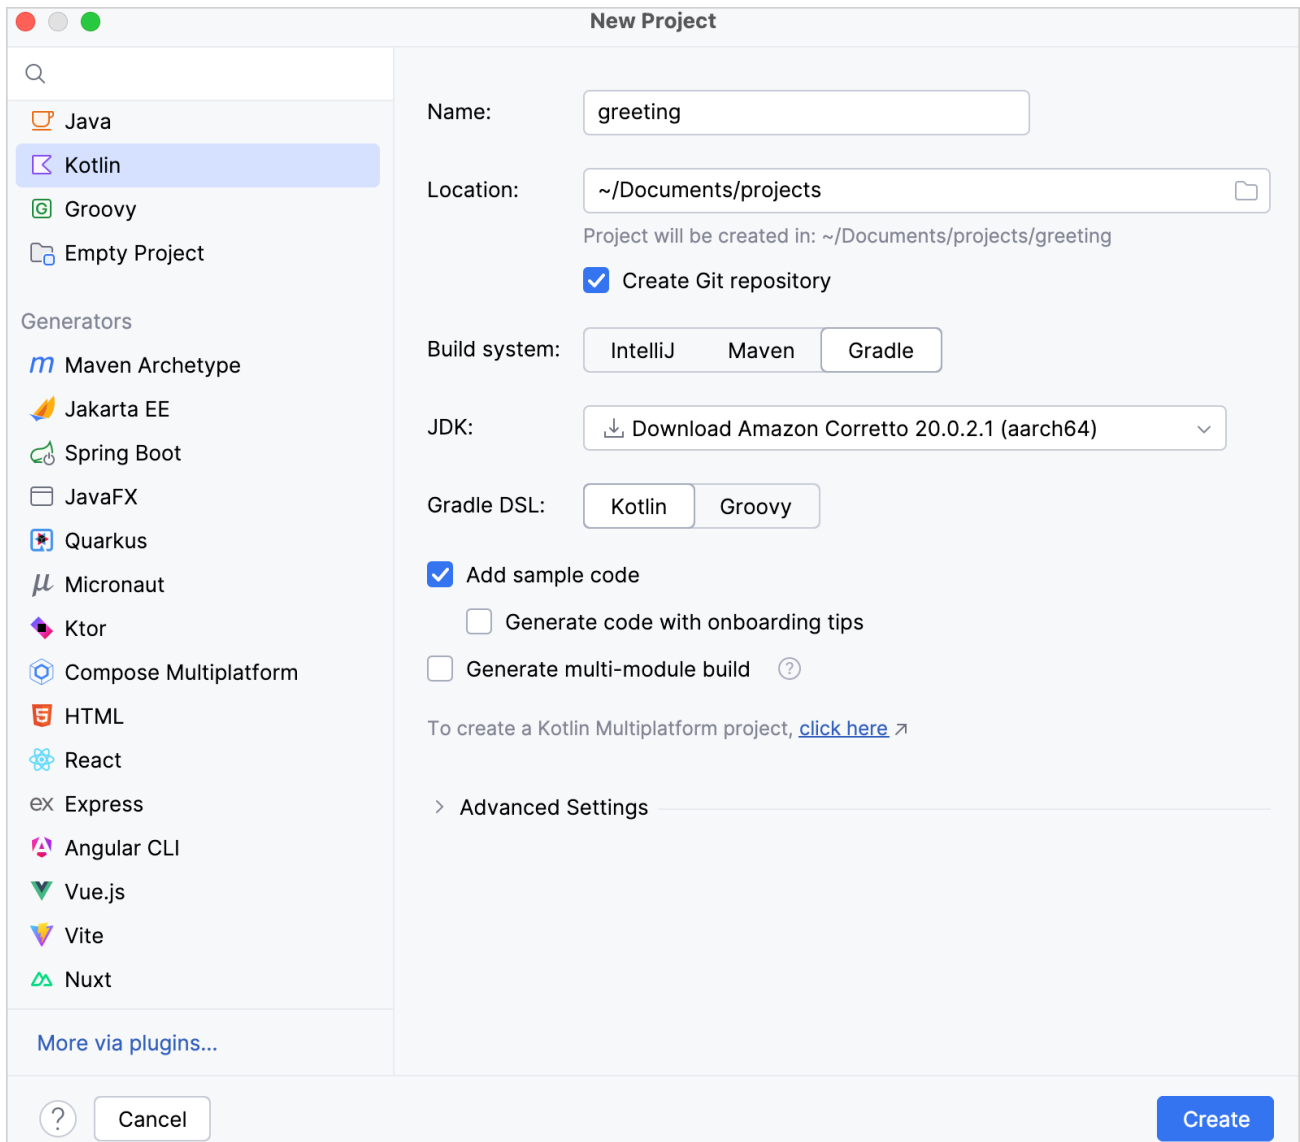 New Project
Java
Kotlin
Groovy
Empty Project
Generators
Maven Archetype
Jakarta EE
Spring Boot
JavaFX
Quarkus
Micronaut
Ktor
Compose Multiplatform
HTML
React
Express
Angular CLI
Vue.js
Vite
Nuxt
More via plugins...
Name: greeting
Location: ~/Documents/projects
Project will be created in: ~/Documents/projects/greeting
Create Git repository
Build system: IntelliJ Maven Gradle
JDK: Download Amazon Corretto 20.0.2.1 (aarch64)
Gradle DSL: Kotlin Groovy
Add sample code
Generate code with onboarding tips
Generate multi-module build ?
To create a Kotlin Multiplatform project, click here ↗
Advanced Settings
? Cancel Create